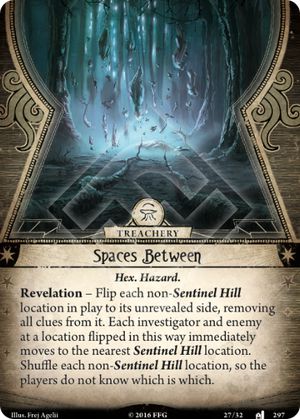 TREACHERY
Spaces Between
Hex. Hazard.
Revelation – Flip each non-Sentinel Hill
location in play to its unrevealed side, removing
all clues from it. Each investigator and enemy
at a location flipped in this way immediately
moves to the nearest Sentinel Hill location.
Shuffle each non-Sentinel Hill location, so
the players do not know which is which.
Illus. Frej Agelii
© 2016 FFG
27/32
297